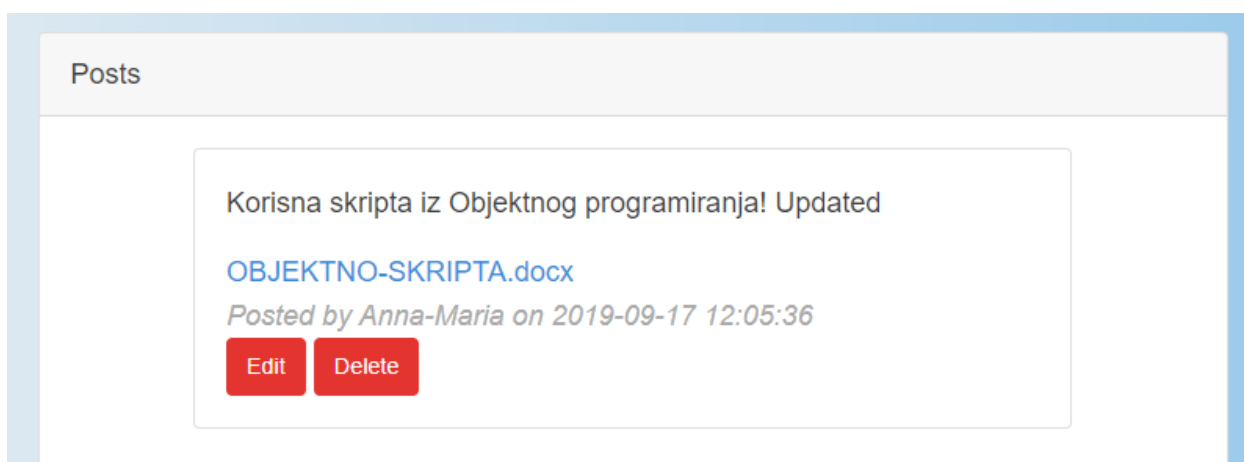 Posts
Korisna skripta iz Objektnog programiranja! Updated
OBJEKTNO-SKRIPTA.docx
Posted by Anna-Maria on 2019-09-17 12:05:36
Edit Delete